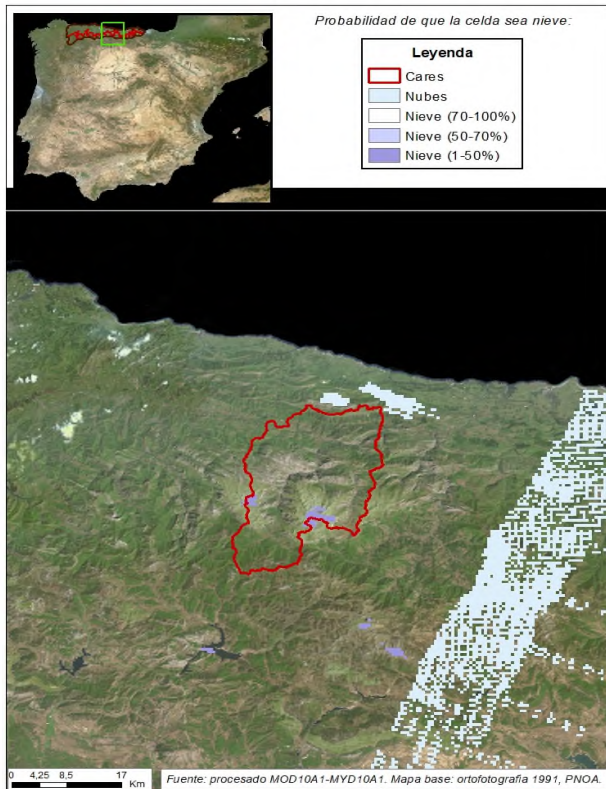 Probabilidad de que la celda sea nieve:
Leyenda
Cares
Nubes
Nieve (70-100%)
Nieve (50-70%)
Nieve (1-50%)
0 4,25 8,5 17
Km
Fuente: procesado MOD10A1-MYD10A1. Mapa base: ortofotografia 1991, PNOA.